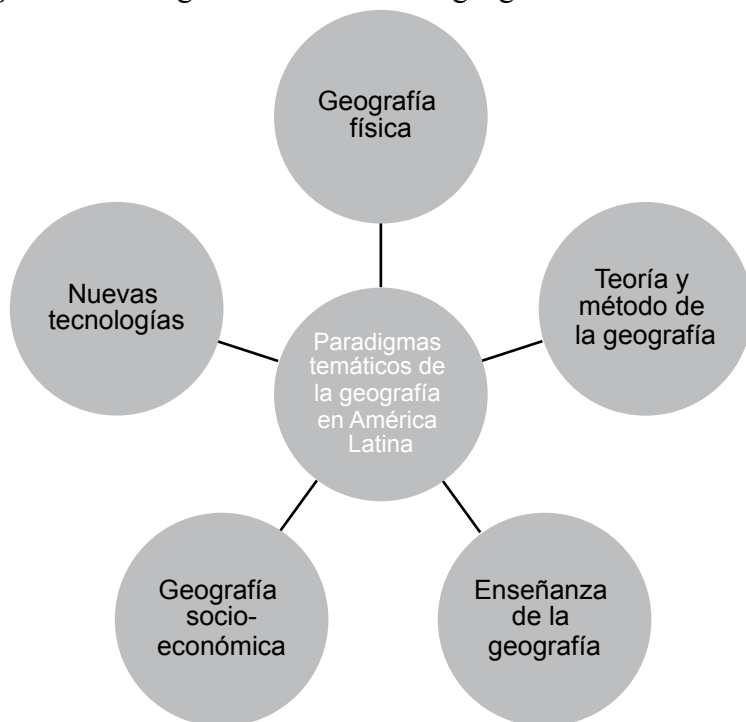 Geografía
física
Teoría y
método de
la geografía
Nuevas
tecnologías
Paradigmas
temáticos de
la geografía
en América
Latina
Geografía
socio-
económica
Enseñanza
de la
geografía